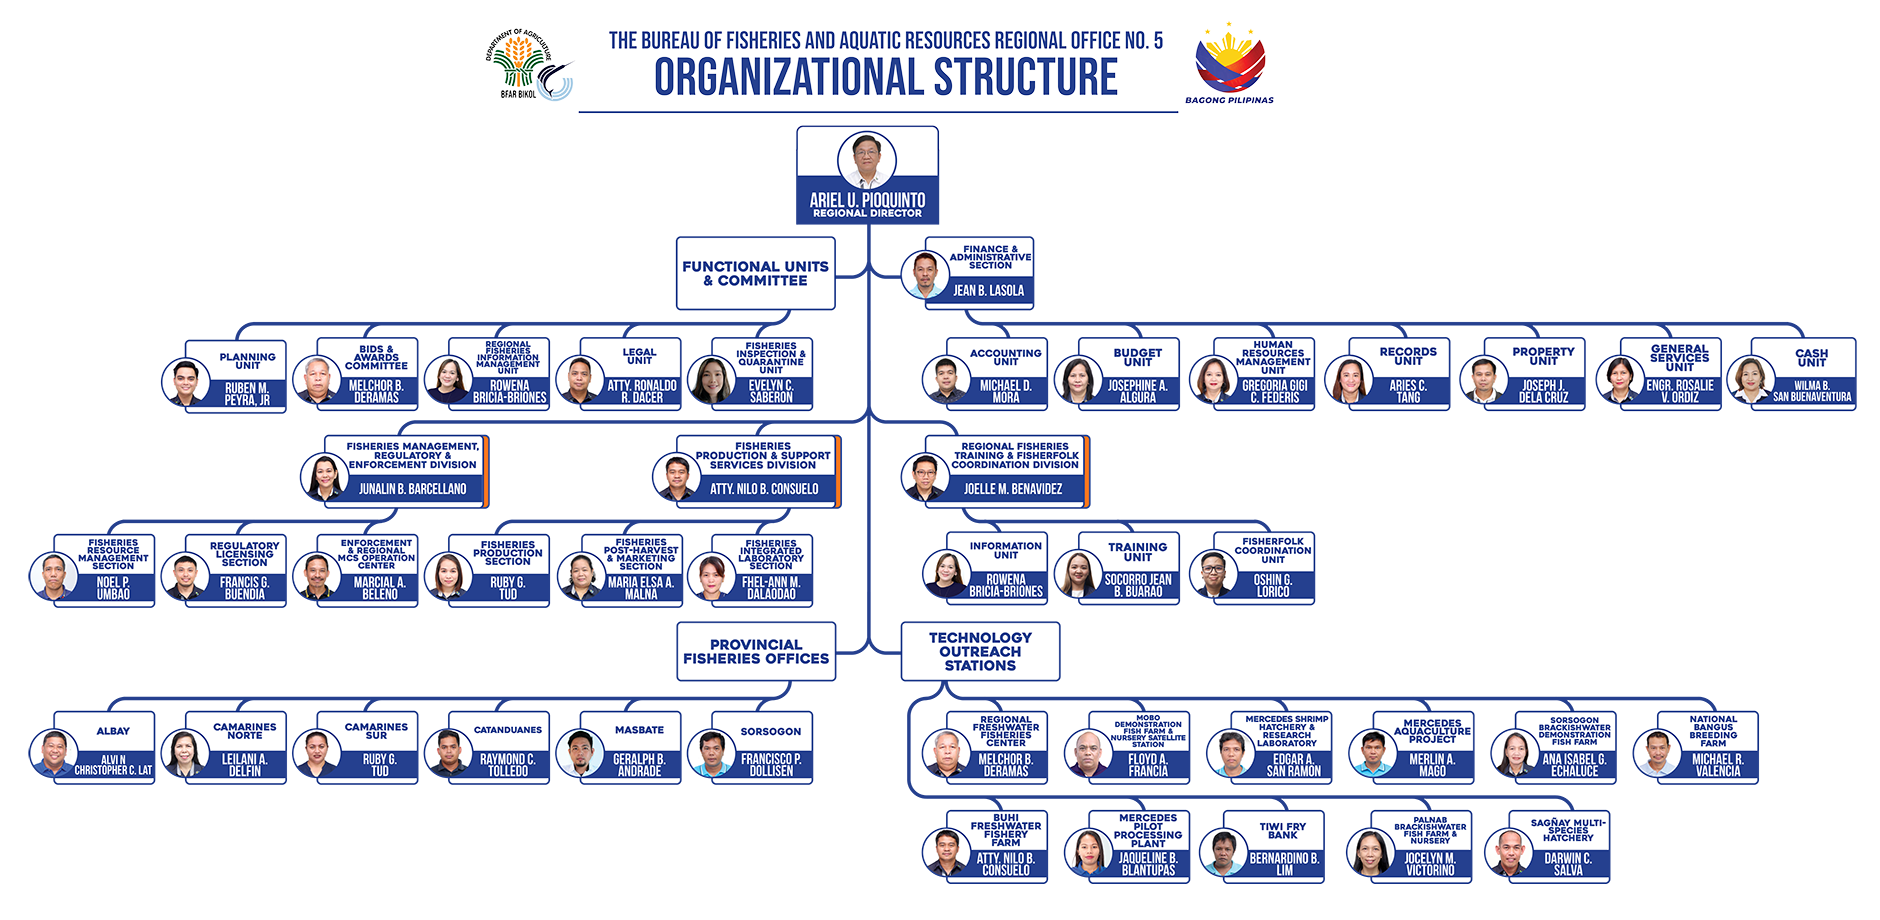 DEPARTMENT OF AGRICULTURE
BFAR BIKOL
THE BUREAU OF FISHERIES AND AQUATIC RESOURCES REGIONAL OFFICE NO. 5
ORGANIZATIONAL STRUCTURE
BAGONG PILIPINAS
ARIEL U. PIOQUINTO
REGIONAL DIRECTOR
FUNCTIONAL UNITS
& COMMITTEE
FINANCE &
ADMINISTRATIVE
SECTION
JEAN B. LASOLA
PLANNING
UNIT
RUBEN M.
PEYRA, JR
BIDS &
AWARDS
COMMITTEE
MELCHOR B.
DERAMAS
REGIONAL
FISHERIES
INFORMATION
MANAGEMENT
UNIT
ROWENA
BRICIA-BRIONES
LEGAL
UNIT
ATTY. RONALDO
R. DACER
FISHERIES
INSPECTION &
QUARANTINE
UNIT
EVELYN C.
SABERON
ACCOUNTING
UNIT
MICHAEL D.
MORA
BUDGET
UNIT
JOSEPHINE A.
ALGURA
HUMAN
RESOURCES
MANAGEMENT
UNIT
GREGORIA GIGI
C. FEDERIS
RECORDS
UNIT
ARIES C.
TANG
PROPERTY
UNIT
JOSEPH J.
DELA CRUZ
GENERAL
SERVICES
UNIT
ENGR. ROSALIE
V. ORDIZ
CASH
UNIT
WILMA B.
SAN BUENAVENTURA
FISHERIES MANAGEMENT,
REGULATORY &
ENFORCEMENT DIVISION
JUNALIN B. BARCELLANO
FISHERIES
PRODUCTION & SUPPORT
SERVICES DIVISION
ATTY. NILO B. CONSUELO
REGIONAL FISHERIES
TRAINING & FISHERFOLK
COORDINATION DIVISION
JOELLE M. BENAVIDEZ
FISHERIES
RESOURCE
MANAGEMENT
SECTION
NOEL P.
UMBAO
REGULATORY
LICENSING
SECTION
FRANCIS G.
BUENDIA
ENFORCEMENT
& REGIONAL
MCS OPERATION
CENTER
MARCIAL A.
BELENO
FISHERIES
PRODUCTION
SECTION
RUBY G.
TUD
FISHERIES
POST-HARVEST
& MARKETING
SECTION
MARIA ELSA A.
MALNA
FISHERIES
INTEGRATED
LABORATORY
SECTION
FHEL-ANN M.
DALAODAO
INFORMATION
UNIT
ROWENA
BRICIA-BRIONES
TRAINING
UNIT
SOCORRO JEAN
B. BUARAO
FISHERFOLK
COORDINATION
UNIT
OSHIN G.
LORICO
PROVINCIAL
FISHERIES OFFICES
TECHNOLOGY
OUTREACH
STATIONS
ALBAY
ALVI N
CHRISTOPHER C. LAT
CAMARINES
NORTE
LEILANI A.
DELFIN
CAMARINES
SUR
RUBY G.
TUD
CATANDUANES
RAYMOND C.
TOLLEDO
MASBATE
GERALPH B.
ANDRADE
SORSOGON
FRANCISCO P.
DOLLISEN
REGIONAL
FRESHWATER
FISHERIES
CENTER
MELCHOR B.
DERAMAS
MOBO
DEMONSTRATION
FISH FARM &
NURSERY SATELLITE
STATION
FLOYD A.
FRANCIA
MERCEDES SHRIMP
HATCHERY &
RESEARCH
LABORATORY
EDGAR A.
SAN RAMON
MERCEDES
AQUACULTURE
PROJECT
MERLIN A.
MAGO
SORSOGON
BRACKISHWATER
DEMONSTRATION
FISH FARM
ANA ISABEL G.
ECHALUCE
NATIONAL
BANGUS
BREEDING
FARM
MICHAEL R.
VALENCIA
BUHI
FRESHWATER
FISHERY
FARM
ATTY. NILO B.
CONSUELO
MERCEDES
PILOT
PROCESSING
PLANT
JAQUELINE B.
BLANTUPAS
TIWI FRY
BANK
BERNARDINO B.
LIM
PALNAB
BRACKISHWATER
FISH FARM &
NURSERY
JOCELYN M.
VICTORINO
SAGÑAY MULTI-
SPECIES
HATCHERY
DARWIN C.
SALVA